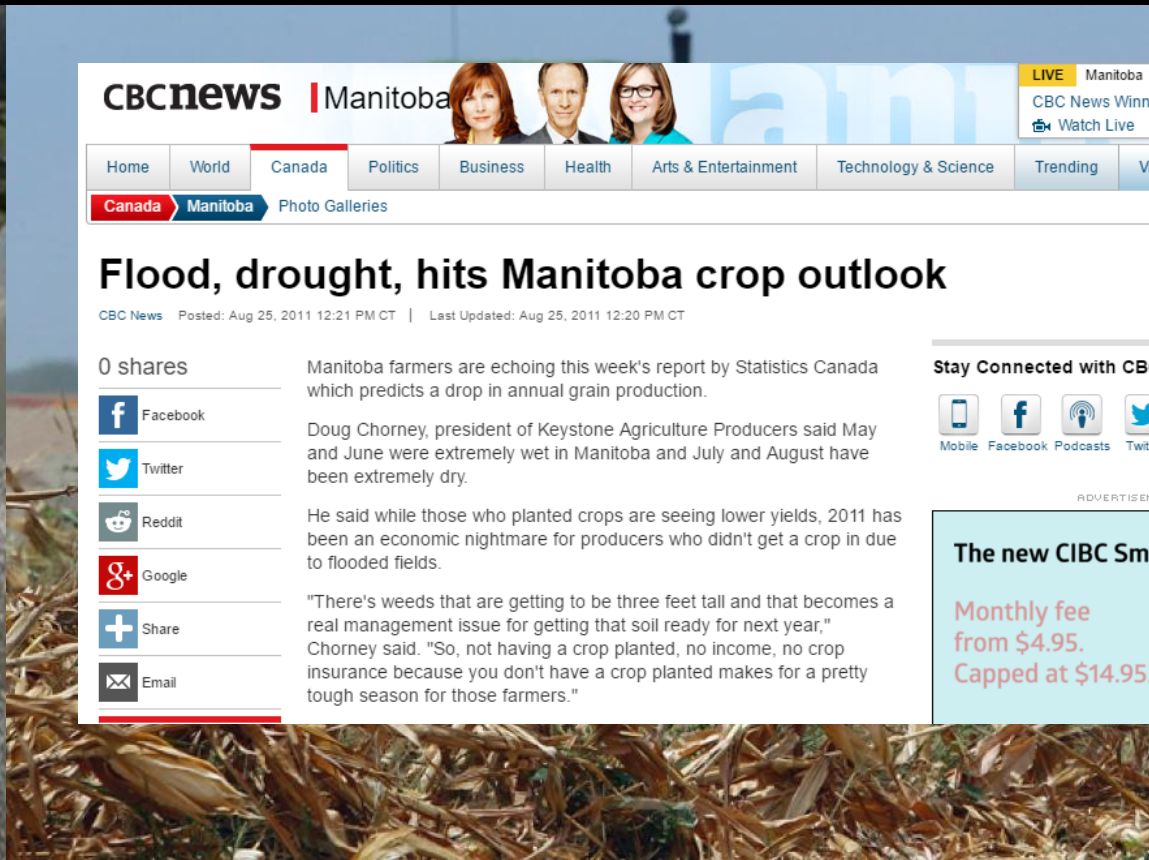 CBCnews | Manitoba
LIVE Manitoba
CBC News Winn
Watch Live
Home World Canada Politics Business Health Arts & Entertainment Technology & Science Trending V
Canada Manitoba Photo Galleries
Flood, drought, hits Manitoba crop outlook
CBC News Posted: Aug 25, 2011 12:21 PM CT | Last Updated: Aug 25, 2011 12:20 PM CT
0 shares
Facebook
Twitter
Reddit
Google
Share
Email
Manitoba farmers are echoing this week's report by Statistics Canada
which predicts a drop in annual grain production.
Doug Chorney, president of Keystone Agriculture Producers said May
and June were extremely wet in Manitoba and July and August have
been extremely dry.
He said while those who planted crops are seeing lower yields, 2011 has
been an economic nightmare for producers who didn't get a crop in due
to flooded fields.
"There's weeds that are getting to be three feet tall and that becomes a
real management issue for getting that soil ready for next year,"
Chorney said. "So, not having a crop planted, no income, no crop
insurance because you don't have a crop planted makes for a pretty
tough season for those farmers."
Stay Connected with CB
Mobile Facebook Podcasts Twit
ADVERTISEM
The new CIBC Sm
Monthly fee
from $4.95.
Capped at $14.95